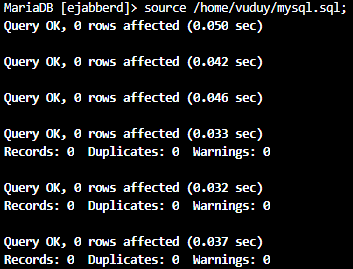 MariaDB [ejabberd]> source /home/vuduy/mysql.sql;
Query OK, 0 rows affected (0.050 sec)
Query OK, 0 rows affected (0.042 sec)
Query OK, 0 rows affected (0.046 sec)
Query OK, 0 rows affected (0.033 sec)
Records: 0  Duplicates: 0  Warnings: 0
Query OK, 0 rows affected (0.032 sec)
Records: 0  Duplicates: 0  Warnings: 0
Query OK, 0 rows affected (0.037 sec)
Records: 0  Duplicates: 0  Warnings: 0